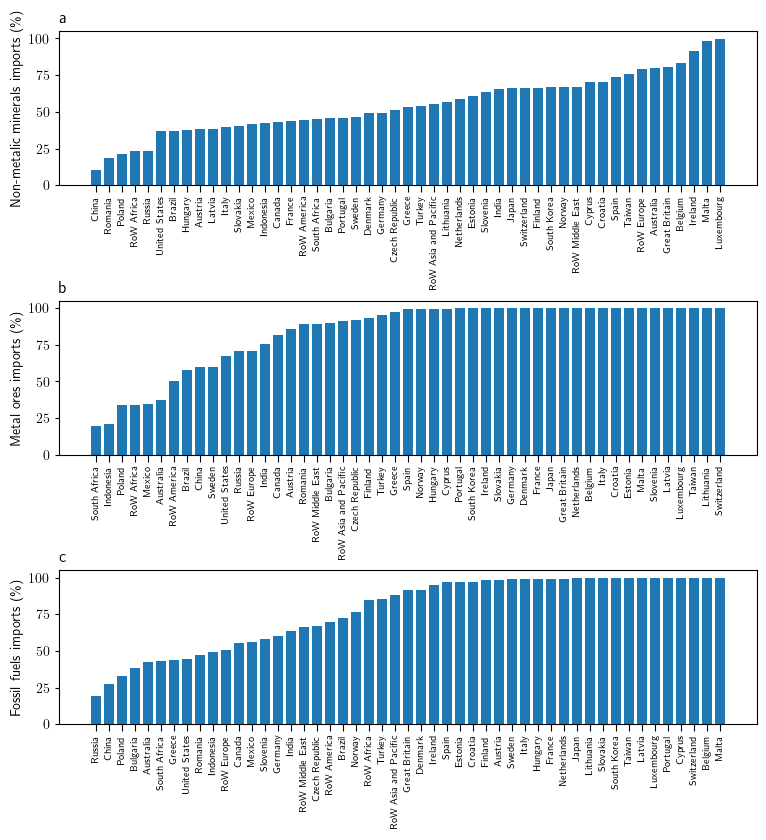 a
Non-metalic minerals imports (%)
100
75
50
25
0
China
Romania
Poland
RoW Africa
Russia
United States
Brazil
Hungary
Austria
Latvia
Italy
Slovakia
Mexico
Indonesia
Canada
France
RoW America
South Africa
Bulgaria
Portugal
Sweden
Denmark
Germany
Czech Republic
Greece
Turkey
RoW Asia and Pacific
Lithuania
Netherlands
Estonia
Slovenia
India
Japan
Switzerland
Finland
South Korea
Norway
RoW Middle East
Cyprus
Croatia
Spain
Taiwan
RoW Europe
Australia
Great Britain
Belgium
Ireland
Malta
Luxembourg
b
Metal ores imports (%)
100
75
50
25
0
South Africa
Indonesia
Poland
RoW Africa
Mexico
Australia
RoW America
Brazil
China
Sweden
United States
Russia
RoW Europe
India
Canada
Austria
Romania
RoW Middle East
Bulgaria
RoW Asia and Pacific
Czech Republic
Finland
Turkey
Greece
Spain
Norway
Hungary
Cyprus
Portugal
South Korea
Ireland
Slovakia
Germany
Denmark
France
Japan
Great Britain
Netherlands
Belgium
Italy
Croatia
Estonia
Malta
Slovenia
Latvia
Luxembourg
Taiwan
Lithuania
Switzerland
c
Fossil fuels imports (%)
100
75
50
25
0
Russia
China
Poland
Bulgaria
Australia
South Africa
Greece
United States
Romania
Indonesia
RoW Europe
Canada
Mexico
Slovenia
Germany
India
RoW Middle East
Czech Republic
RoW America
Brazil
Norway
RoW Africa
Turkey
RoW Asia and Pacific
Great Britain
Denmark
Ireland
Spain
Estonia
Croatia
Finland
Austria
Sweden
Italy
Hungary
France
Netherlands
Japan
Lithuania
Slovakia
South Korea
Taiwan
Latvia
Luxembourg
Portugal
Cyprus
Switzerland
Belgium
Malta